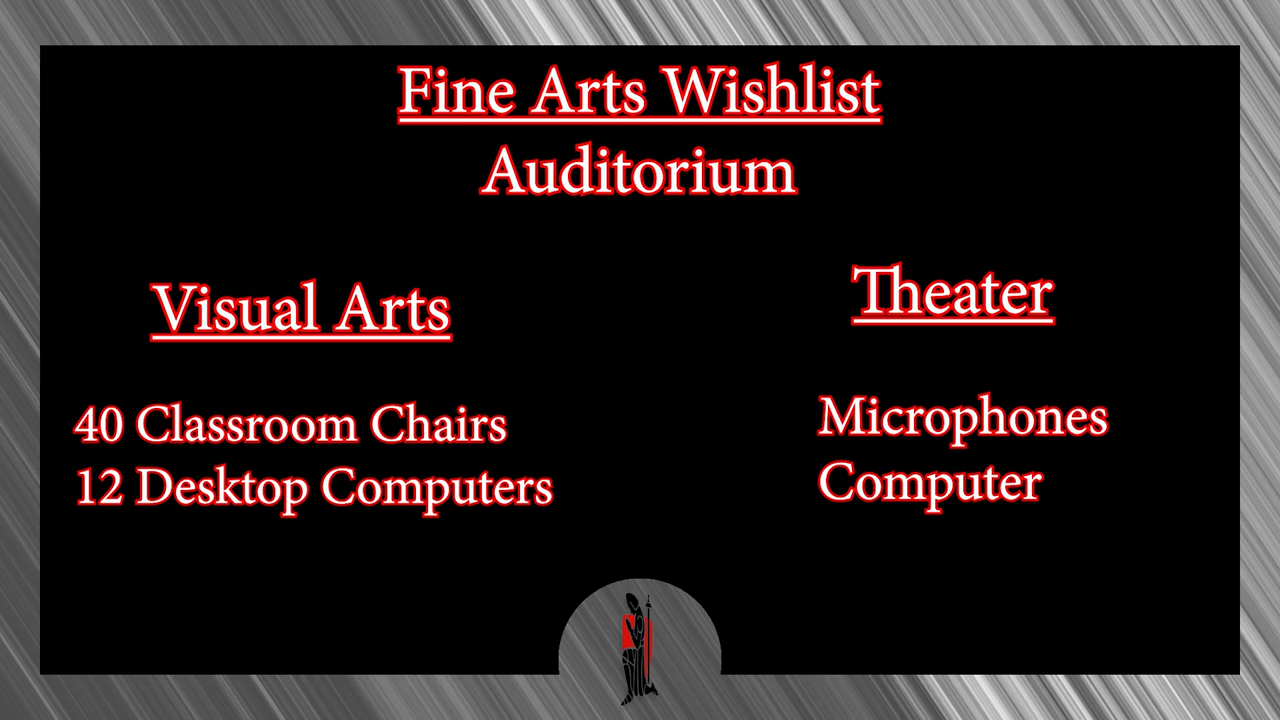 Fine Arts Wishlist
Auditorium
Visual Arts
40 Classroom Chairs
12 Desktop Computers
Theater
Microphones
Computer